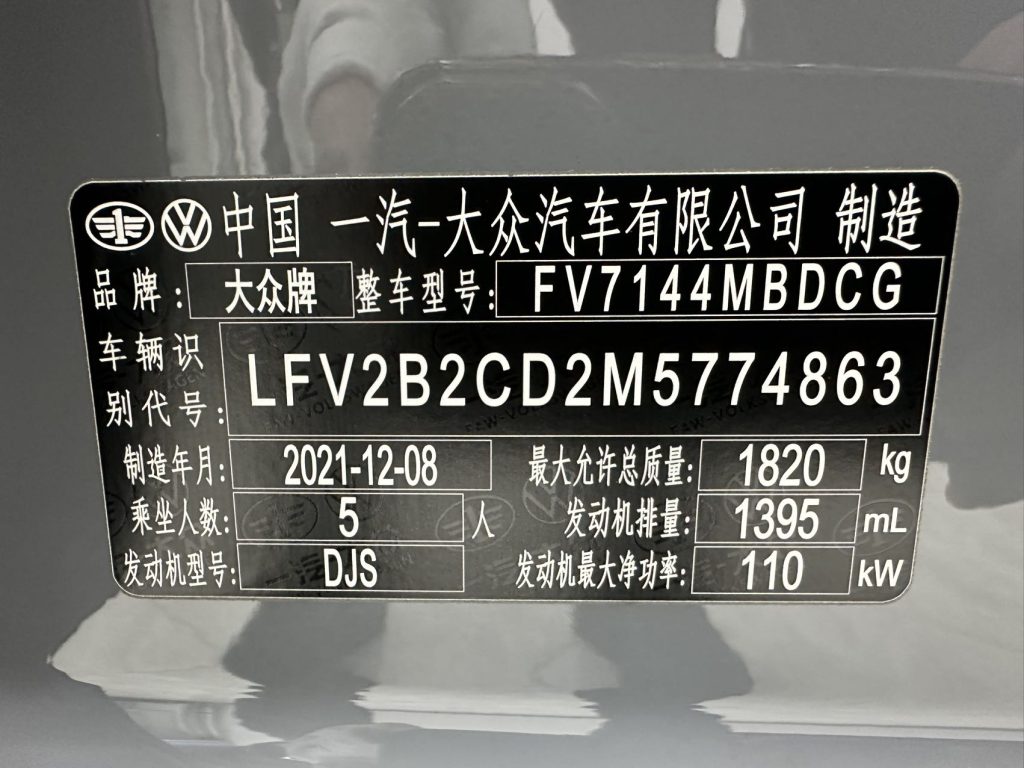 中国 一汽-大众汽车有限公司 制造
品牌: 大众牌 整车型号: FV7144MBDCG
车辆识别代号: LFV2B2CD2M5774863
制造年月: 2021-12-08 最大允许总质量: 1820 kg
乘坐人数: 5 人 发动机排量: 1395 mL
发动机型号: DJS 发动机最大净功率: 110 kW